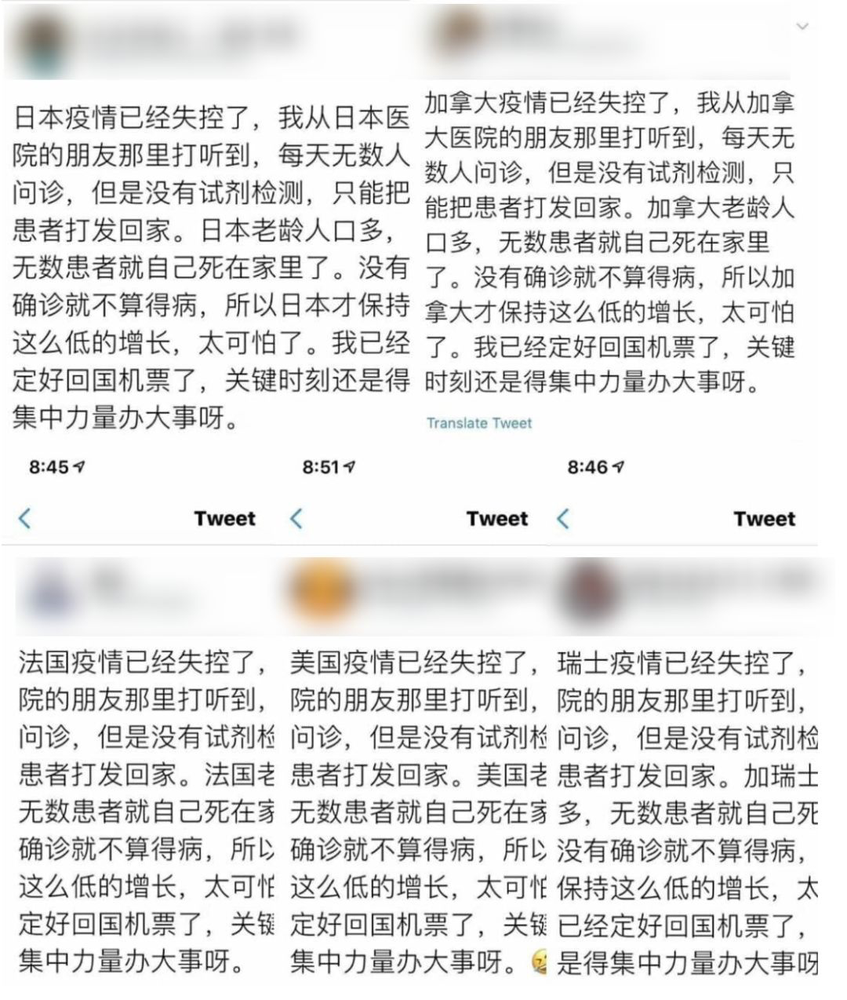 日本疫情已经失控了，我从日本医
院的朋友那里打听到，每天无数人
问诊，但是没有试剂检测，只能把
患者打发回家。日本老龄人口多，
无数患者就自己死在家里了。没有
确诊就不算得病，所以日本才保持
这么低的增长，太可怕了。我已经
定好回国机票了，关键时刻还是得
集中力量办大事呀。
加拿大疫情已经失控了，我从加拿
大医院的朋友那里打听到，每天无
数人问诊，但是没有试剂检测，只
能把患者打发回家。加拿大老龄人
口多，无数患者就自己死在家里
了。没有确诊就不算得病，所以加
拿大才保持这么低的增长，太可怕
了。我已经定好回国机票了，关键
时刻还是得集中力量办大事呀。
Translate Tweet
8:45
Tweet
法国疫情已经失控了，
院的朋友那里打听到，
问诊，但是没有试剂检
患者打发回家。法国老
无数患者就自己死在家
确诊就不算得病，所以
这么低的增长，太可怕
定好回国机票了，关键
集中力量办大事呀。
8:51
Tweet
美国疫情已经失控了，
院的朋友那里打听到，
问诊，但是没有试剂检
患者打发回家。美国老
无数患者就自己死在家
确诊就不算得病，所以
这么低的增长，太可怕
定好回国机票了，关键
集中力量办大事呀。🤣
8:46
Tweet
瑞士疫情已经失控了，
院的朋友那里打听到，
问诊，但是没有试剂检
患者打发回家。加瑞士
多，无数患者就自己死
没有确诊就不算得病，
保持这么低的增长，太
已经定好回国机票了，
是得集中力量办大事呀